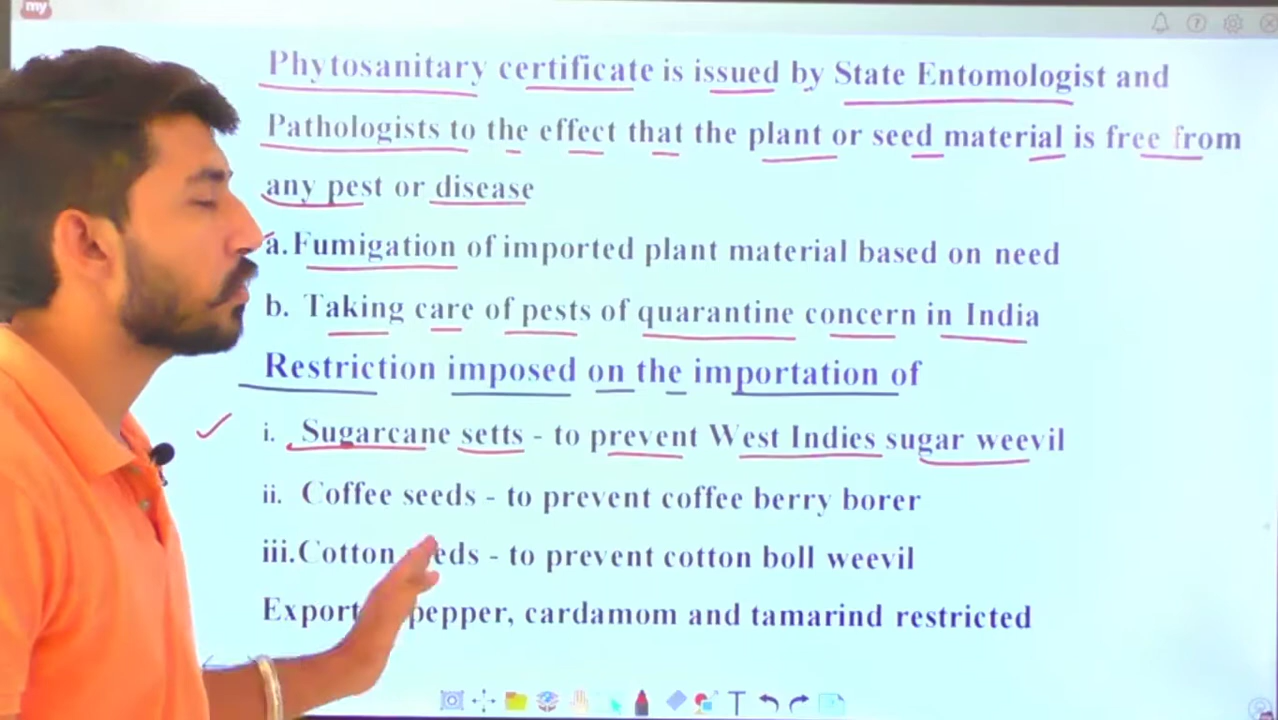 my
Phytosanitary certificate is issued by State Entomologist and
Pathologists to the effect that the plant or seed material is free from
any pest or disease
a. Fumigation of imported plant material based on need
b. Taking care of pests of quarantine concern in India
Restriction imposed on the importation of
i. Sugarcane setts - to prevent West Indies sugar weevil
ii. Coffee seeds - to prevent coffee berry borer
iii. Cotton - to prevent cotton boll weevil
Export pepper, cardamom and tamarind restricted